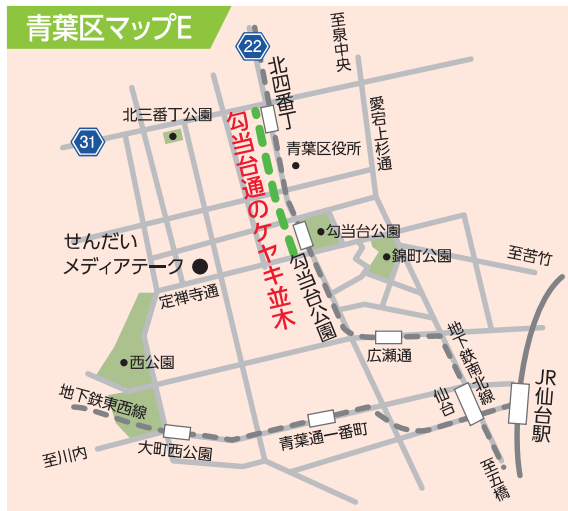 青葉区マップE
22
至泉中央
北四番丁
北三番丁公園
愛宕上杉通
31
青葉区役所
勾当台通のケヤキ並木
勾当台公園
せんだい
メディアテーク
錦町公園
至苦竹
定禅寺通
勾当台公園
西公園
広瀬通
地下鉄南北線
地下鉄東西線
仙台
JR仙台駅
青葉通一番町
大町西公園
至川内
至五橋